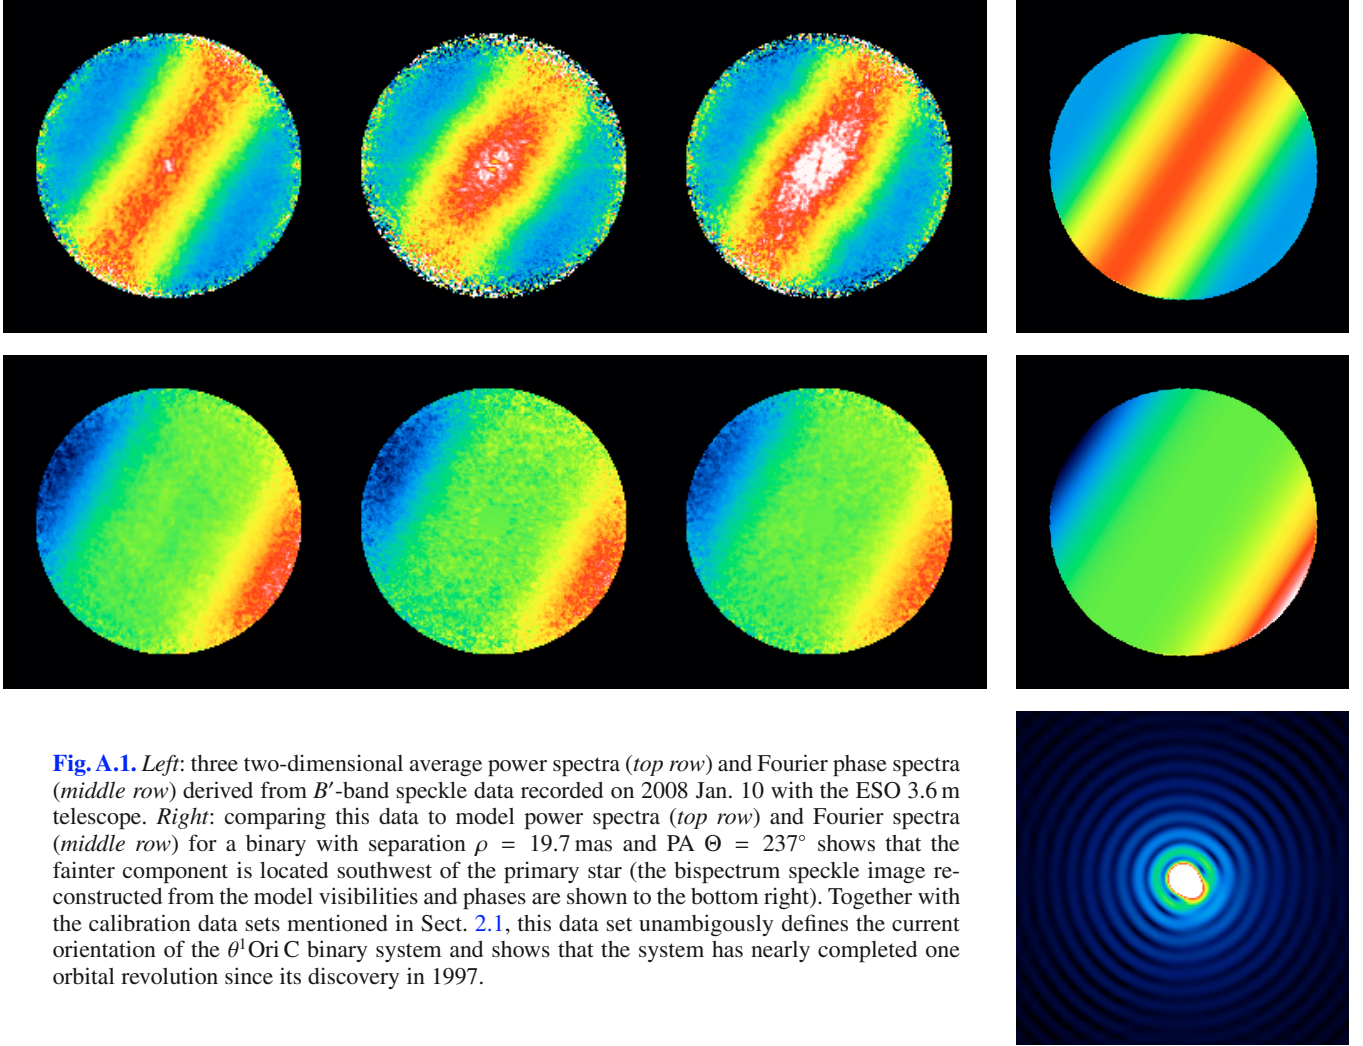 Fig. A.1. Left: three two-dimensional average power spectra (top row) and Fourier phase spectra
(middle row) derived from B′-band speckle data recorded on 2008 Jan. 10 with the ESO 3.6 m
telescope. Right: comparing this data to model power spectra (top row) and Fourier spectra
(middle row) for a binary with separation ρ = 19.7 mas and PA Θ = 237° shows that the
fainter component is located southwest of the primary star (the bispectrum speckle image re-
constructed from the model visibilities and phases are shown to the bottom right). Together with
the calibration data sets mentioned in Sect. 2.1, this data set unambigously defines the current
orientation of the θ¹Ori C binary system and shows that the system has nearly completed one
orbital revolution since its discovery in 1997.